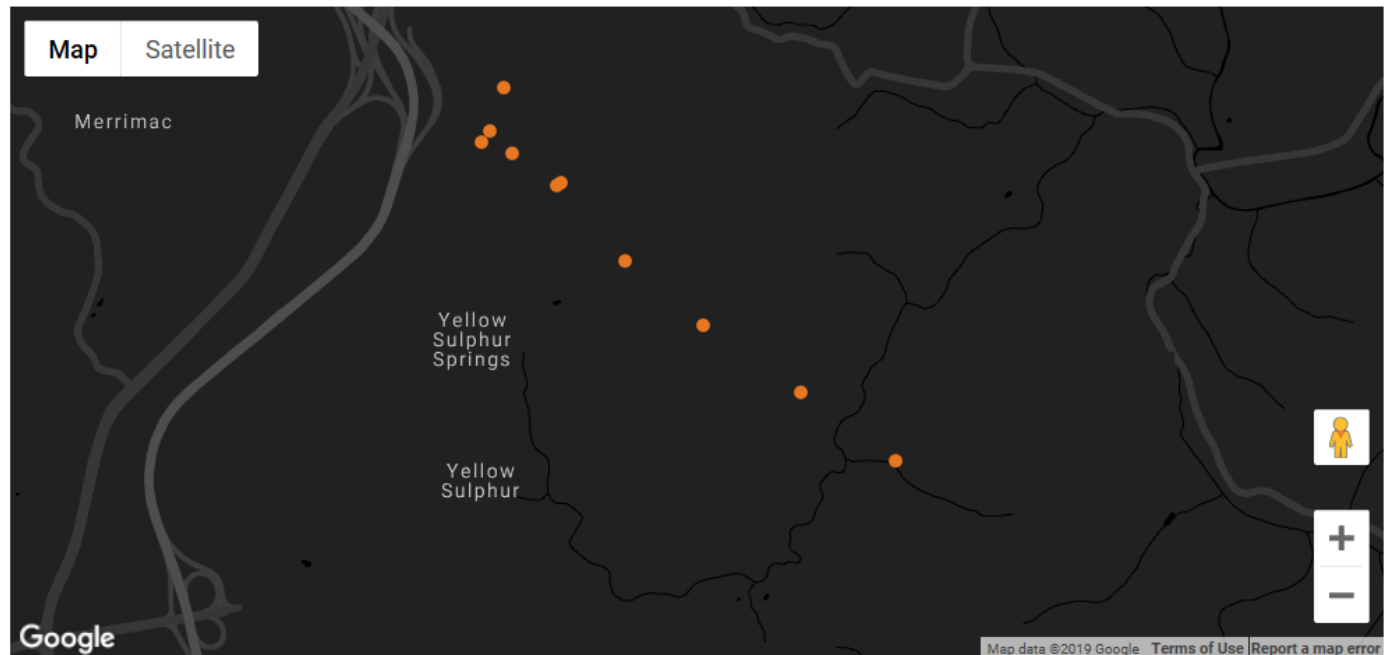 Map Satellite
Merrimac
Yellow
Sulphur
Springs
Yellow
Sulphur
Google
Map data ©2019 Google Terms of Use Report a map error